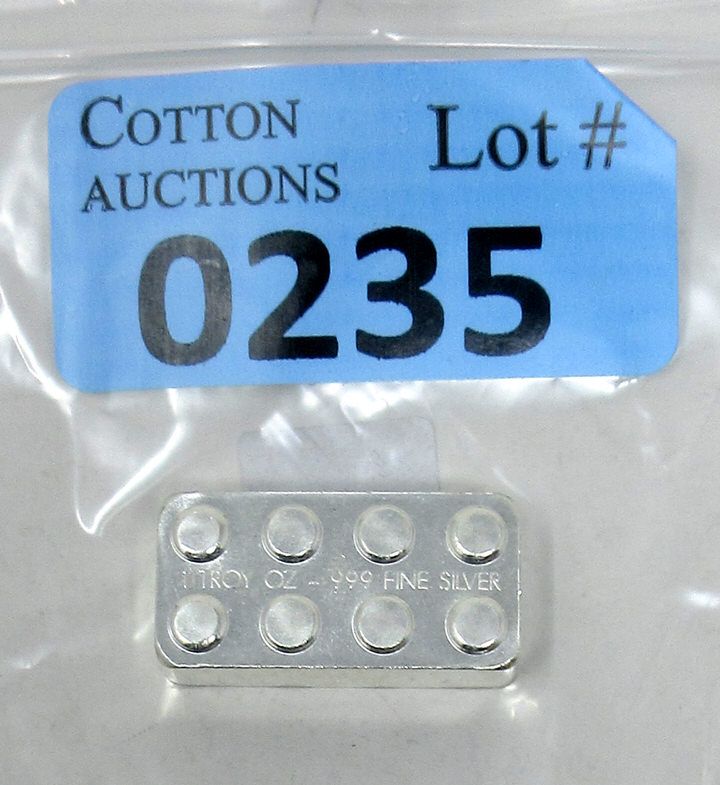 COTTON
AUCTIONS
Lot #
0235
1 TROY OZ - 999 FINE SILVER